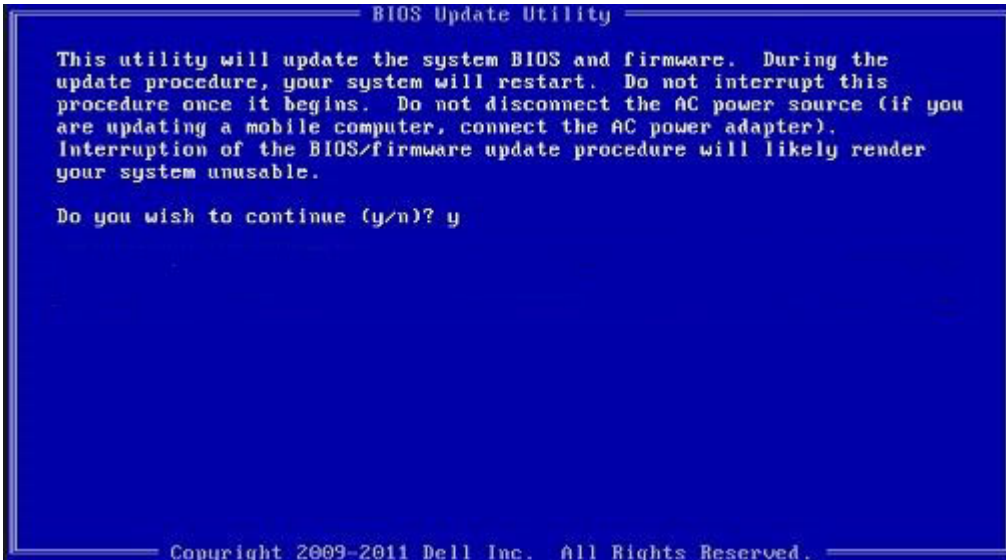 BIOS Update Utility
This utility will update the system BIOS and firmware. During the
update procedure, your system will restart. Do not interrupt this
procedure once it begins. Do not disconnect the AC power source (if you
are updating a mobile computer, connect the AC power adapter).
Interruption of the BIOS/firmware update procedure will likely render
your system unusable.
Do you wish to continue (y/n)? y
Copyright 2009-2011 Dell Inc. All Rights Reserved.